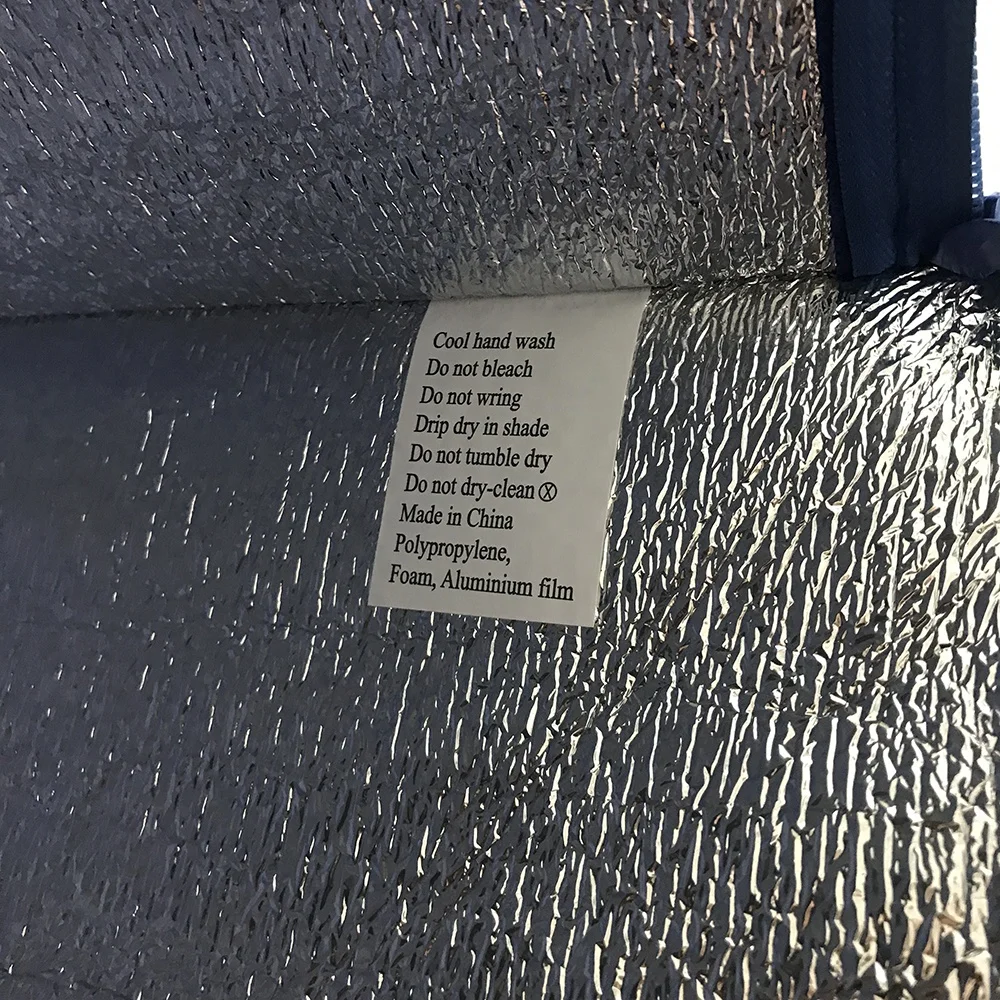 Cool hand wash
Do not bleach
Do not wring
Drip dry in shade
Do not tumble dry
Do not dry-clean Ⓧ
Made in China
Polypropylene,
Foam, Aluminium film